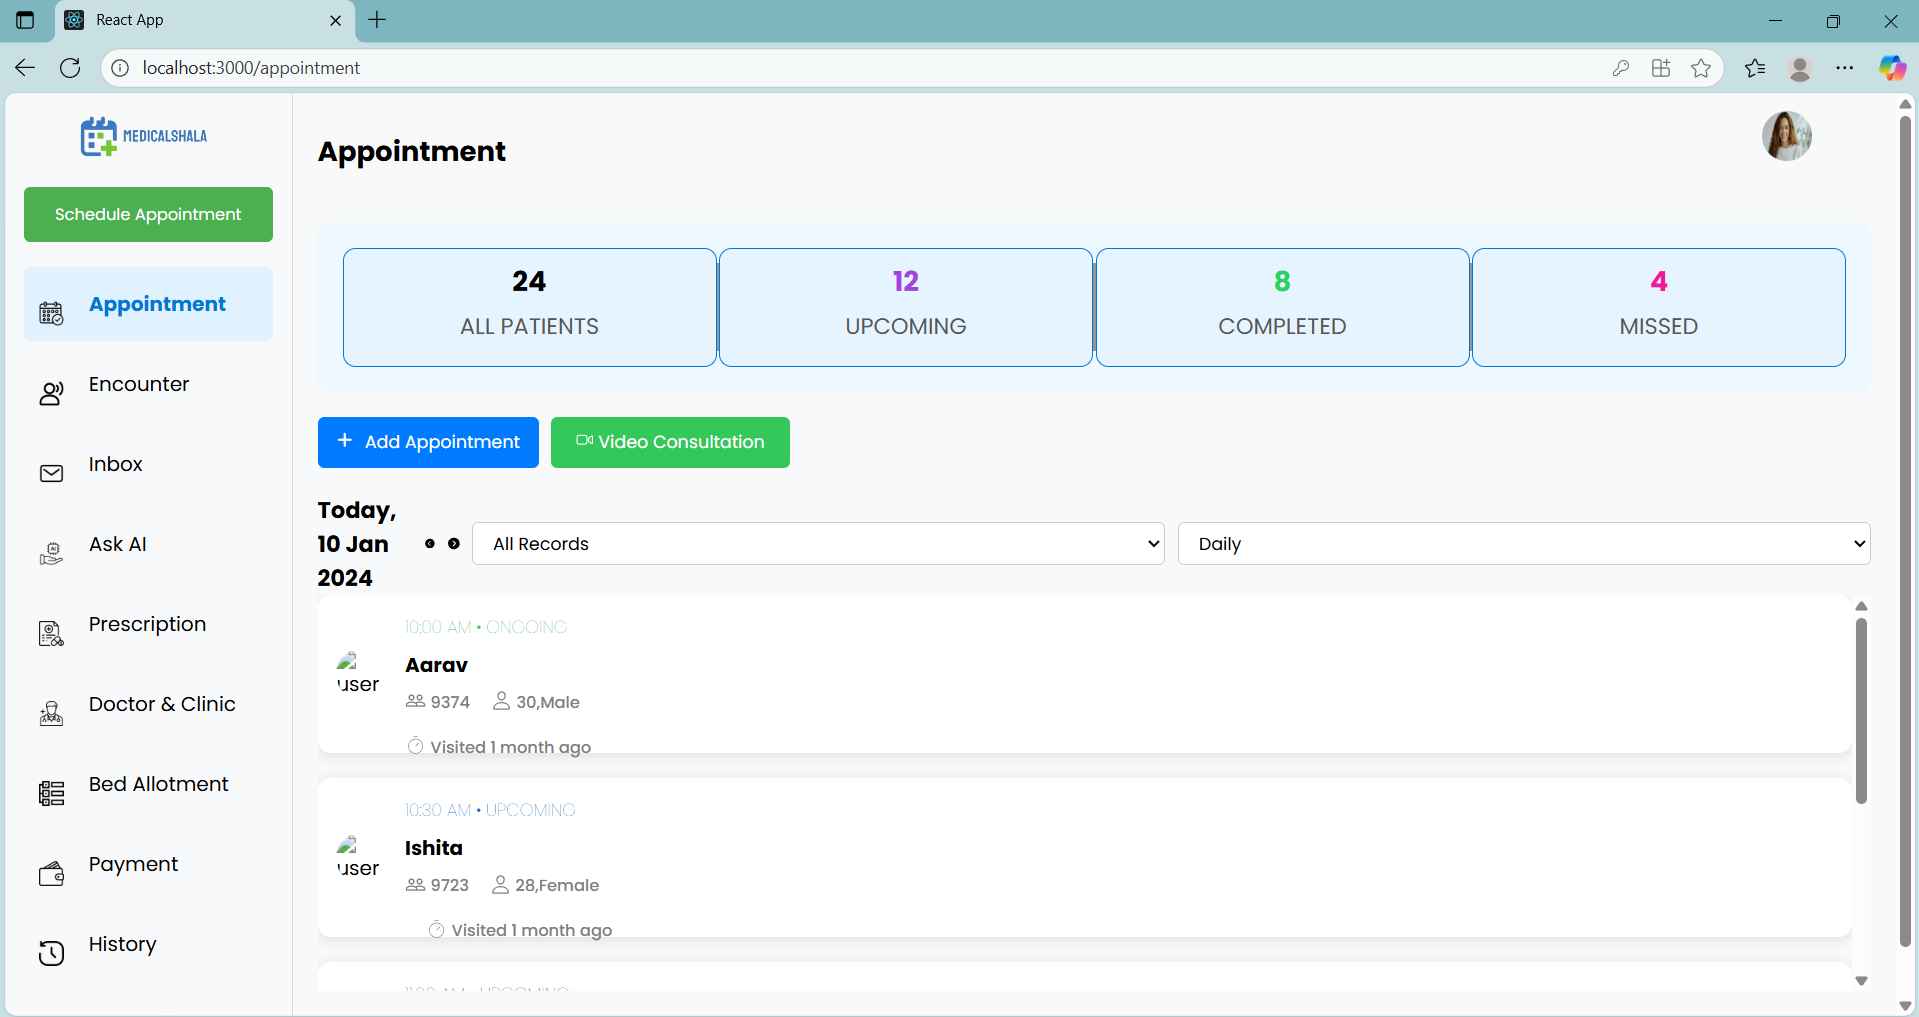 React App
localhost:3000/appointment
MEDICALSHALA
Schedule Appointment
Appointment
Encounter
Inbox
Ask AI
Prescription
Doctor & Clinic
Bed Allotment
Payment
History
Appointment
24
ALL PATIENTS
12
UPCOMING
8
COMPLETED
4
MISSED
+ Add Appointment
Video Consultation
Today,
10 Jan
2024
All Records
Daily
10:00 AM • ONGOING
user
Aarav
9374 30,Male
Visited 1 month ago
10:30 AM • UPCOMING
user
Ishita
9723 28,Female
Visited 1 month ago
UPCOMING